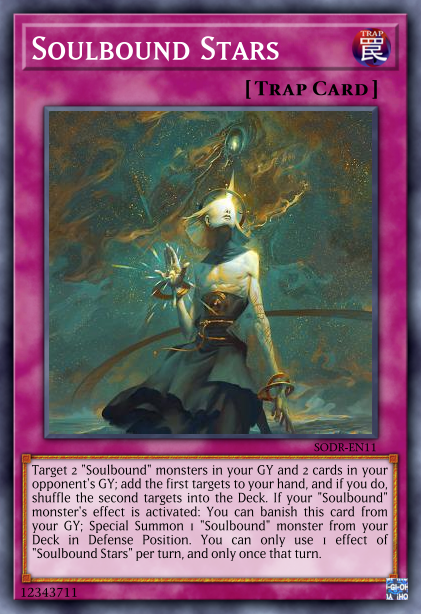 Soulbound Stars
TRAP
罠
[Trap Card]
SODR-EN11
Target 2 "Soulbound" monsters in your GY and 2 cards in your
opponent's GY; add the first targets to your hand, and if you do,
shuffle the second targets into the Deck. If your "Soulbound"
monster's effect is activated: You can banish this card from
your GY; Special Summon 1 "Soulbound" monster from your
Deck in Defense Position. You can only use 1 effect of
"Soulbound Stars" per turn, and only once that turn.
12343711